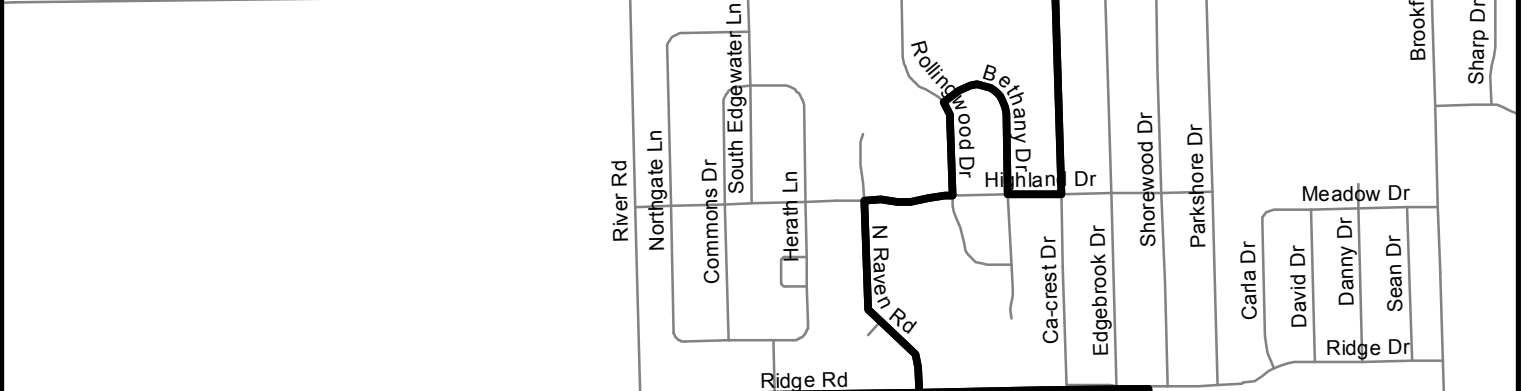 South Edgewater Ln
Brookf
Sharp Dr
Rollingwood Dr
Bethany Dr
River Rd
Northgate Ln
Commons Dr
Herath Ln
Highland Dr
Shorewood Dr
Parkshore Dr
Meadow Dr
N Raven Rd
Ca-crest Dr
Edgebrook Dr
Carla Dr
David Dr
Danny Dr
Sean Dr
Ridge Dr
Ridge Rd